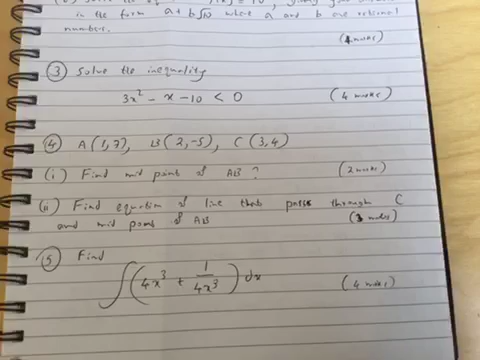 in the form a + b√10 where a and b are rational
numbers.
(4 marks)
③ Solve the inequality
3x² - x - 10 < 0 (4 marks)
④ A(1,7), B(2,-5), C(3,4)
(i) Find mid point of AB? (2 marks)
(ii) Find equation of line that pass through C
and mid point of AB (3 marks)
⑤ Find
∫(4x³ + 1/4x³) dx (4 marks)